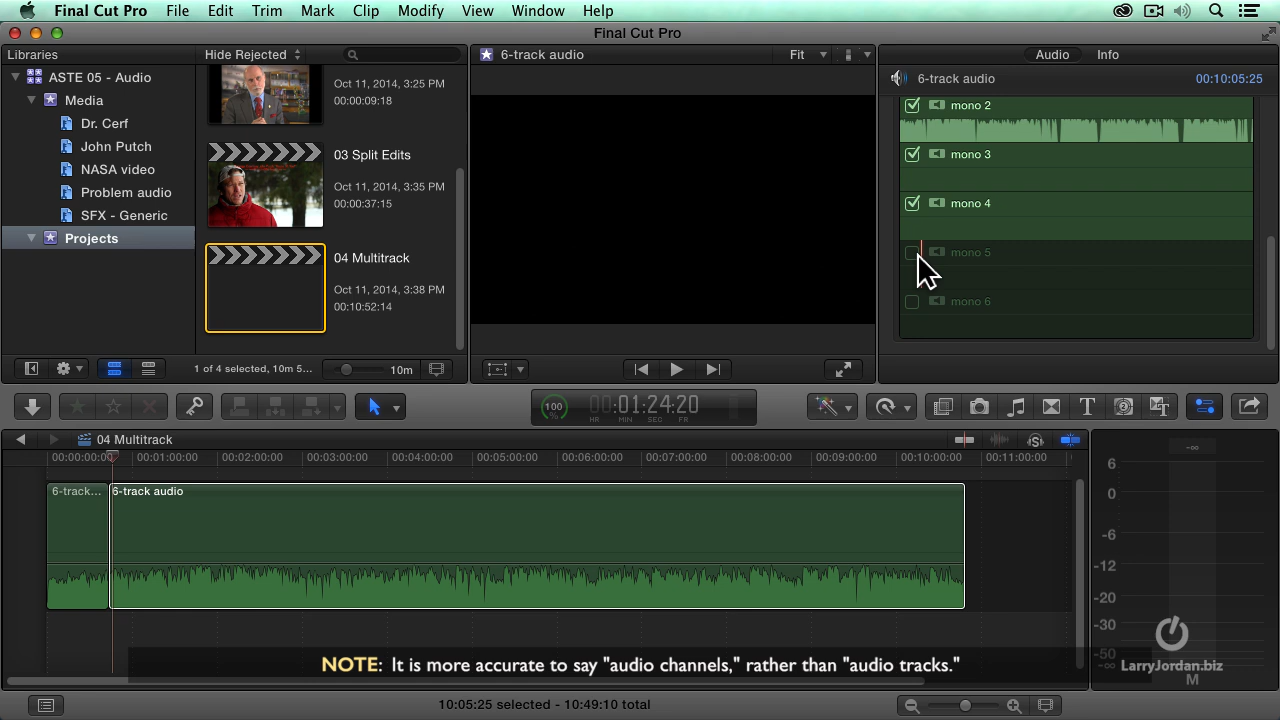 Final Cut Pro File Edit Trim Mark Clip Modify View Window Help
Final Cut Pro
Libraries
ASTE 05 - Audio
Media
Dr. Cerf
John Putch
NASA video
Problem audio
SFX - Generic
Projects
Hide Rejected
Oct 11, 2014, 3:25 PM
00:00:09:18
03 Split Edits
Oct 11, 2014, 3:35 PM
00:00:37:15
04 Multitrack
Oct 11, 2014, 3:38 PM
00:10:52:14
1 of 4 selected, 10m 5...
10m
6-track audio
Fit
Audio Info
6-track audio 00:10:05:25
mono 2
mono 3
mono 4
mono 5
mono 6
100
%
00:01:24:20
HR MIN SEC FR
04 Multitrack
00:00:00:00 00:01:00:00 00:02:00:00 00:03:00:00 00:04:00:00 00:05:00:00 00:06:00:00 00:07:00:00 00:08:00:00 00:09:00:00 00:10:00:00 00:11:00:00
6-track... 6-track audio
-∞
6
0
-6
-12
-20
-30
-50
-∞
M
LarryJordan.biz
NOTE: It is more accurate to say "audio channels," rather than "audio tracks."
10:05:25 selected - 10:49:10 total